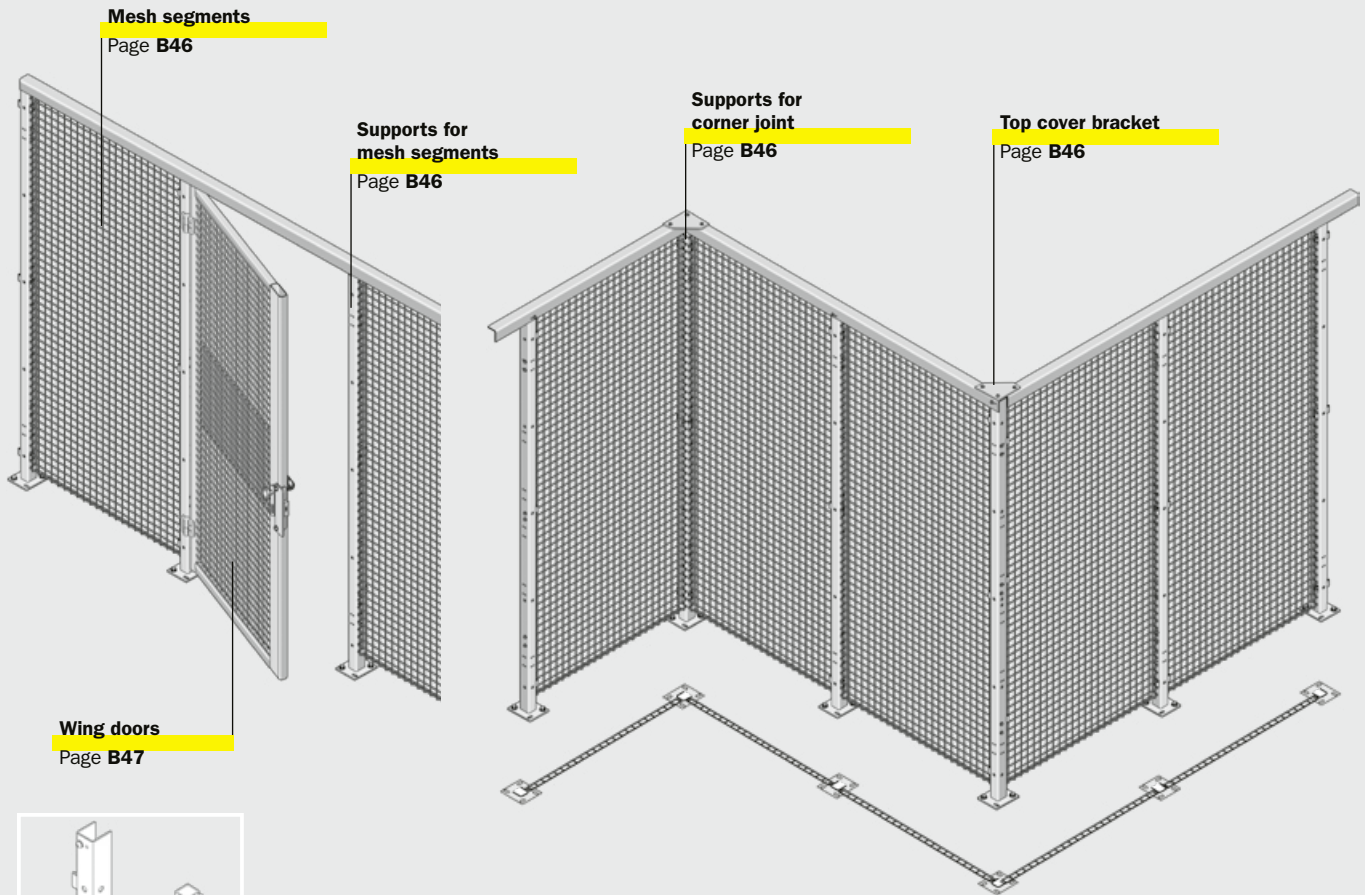 Mesh segments
Page B46
Supports for
mesh segments
Page B46
Supports for
corner joint
Page B46
Top cover bracket
Page B46
Wing doors
Page B47